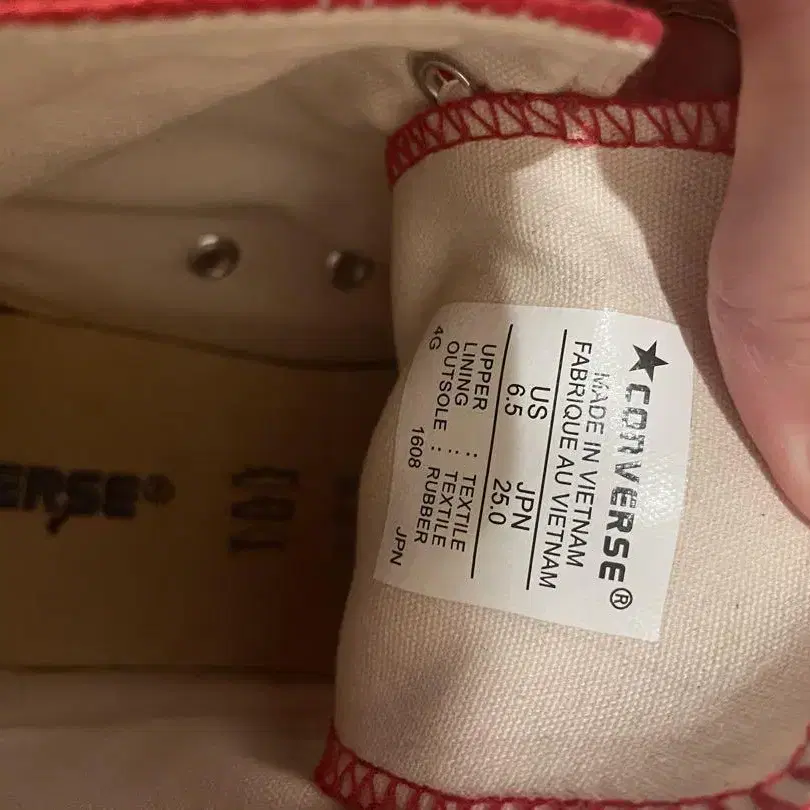 ★CONVERSE®
MADE IN VIETNAM
FABRIQUE AU VIETNAM
US JPN
6.5 25.0
UPPER : TEXTILE
LINING : TEXTILE
OUTSOLE : RUBBER
4G 1608 JPN
ERSE®